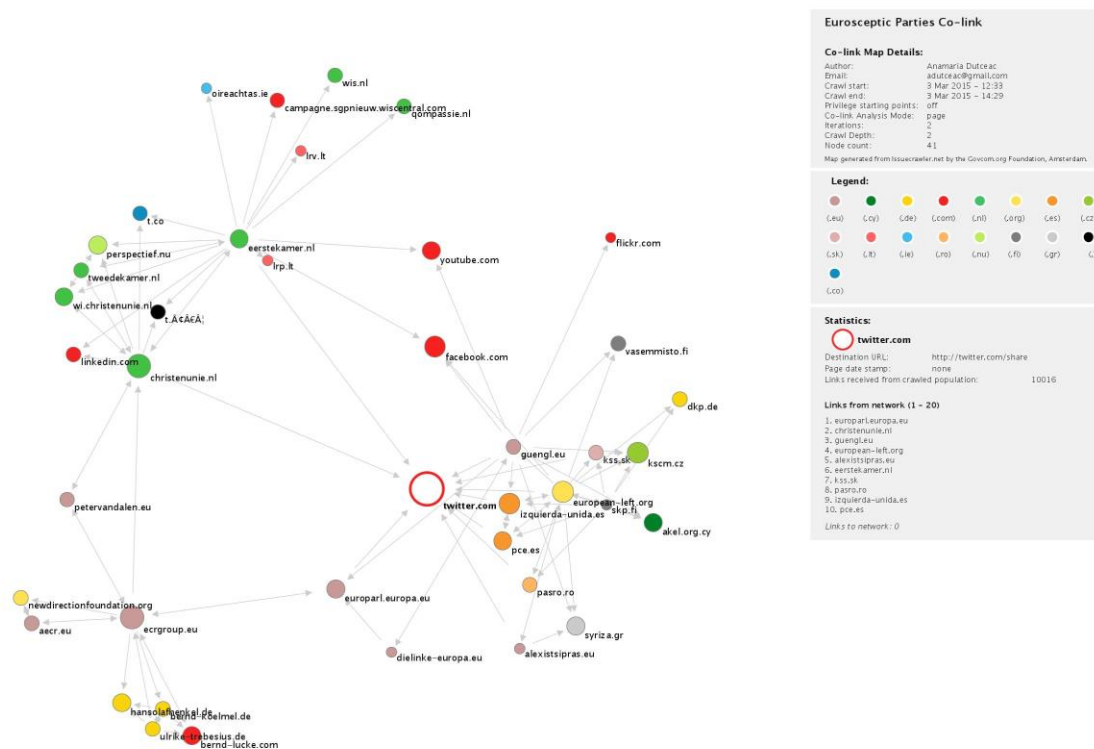 Eurosceptic Parties Co-link
Co-link Map Details:
Author: Anamaria Dutceac
Email: adutceac@gmail.com
Crawl start: 3 Mar 2015 - 12:33
Crawl end: 3 Mar 2015 - 14:29
Privilege starting points: off
Co-link Analysis Mode: page
Iterations: 2
Crawl Depth: 2
Node count: 41
Map generated from Issuecrawler.net by the Govcom.org Foundation, Amsterdam.
Legend:
(.eu) (.cy) (.de) (.com) (.nl) (.org) (.es) (.cz
(.sk) (.lt) (.ie) (.ro) (.nu) (.fi) (.gr) (.
(.co)
Statistics:
twitter.com
Destination URL: http://twitter.com/share
Page date stamp: none
Links received from crawled population: 10016
Links from network (1 - 20)
1. europarl.europa.eu
2. christenunie.nl
3. guengl.eu
4. european-left.org
5. alexistsipras.eu
6. eerstekamer.nl
7. kss.sk
8. pasro.ro
9. izquierda-unida.es
10. pce.es
Links to network: 0
wis.nl
oireachtas.ie
campagne.sgpnieuw.wiscentral.com
qompassie.nl
lrv.lt
t.co
eerstekamer.nl
flickr.com
perspectief.nu
youtube.com
lrp.lt
tweedekamer.nl
wi.christenunie.nl
t.Ã¢Â€Â¦
linkedin.com
facebook.com
vasemmisto.fi
christenunie.nl
dkp.de
guengl.eu
kss.sk
kscm.cz
petervandalen.eu
twitter.com
european-left.org
izquierda-unida.es
skp.fi
akel.org.cy
pce.es
europarl.europa.eu
pasro.ro
newdirectionfoundation.org
aecr.eu
ecrgroup.eu
syriza.gr
dielinke-europa.eu
alexistsipras.eu
hansolafhenkel.de
bernd-koelmel.de
ulrike-trebesius.de
bernd-lucke.com